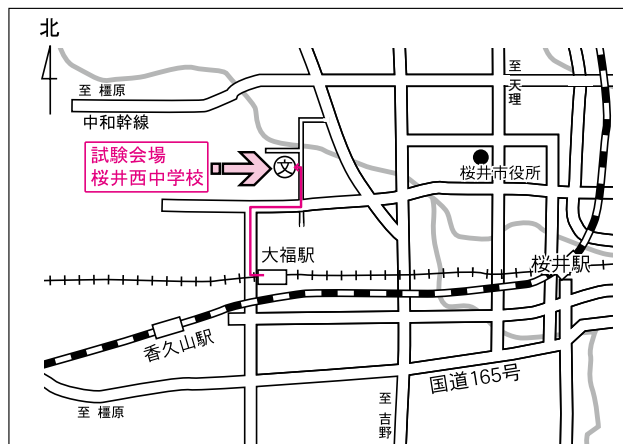 北
至 橿原
中和幹線
至 天理
試験会場
桜井西中学校
文
桜井市役所
大福駅
桜井駅
香久山駅
国道165号
至 橿原
至 吉野